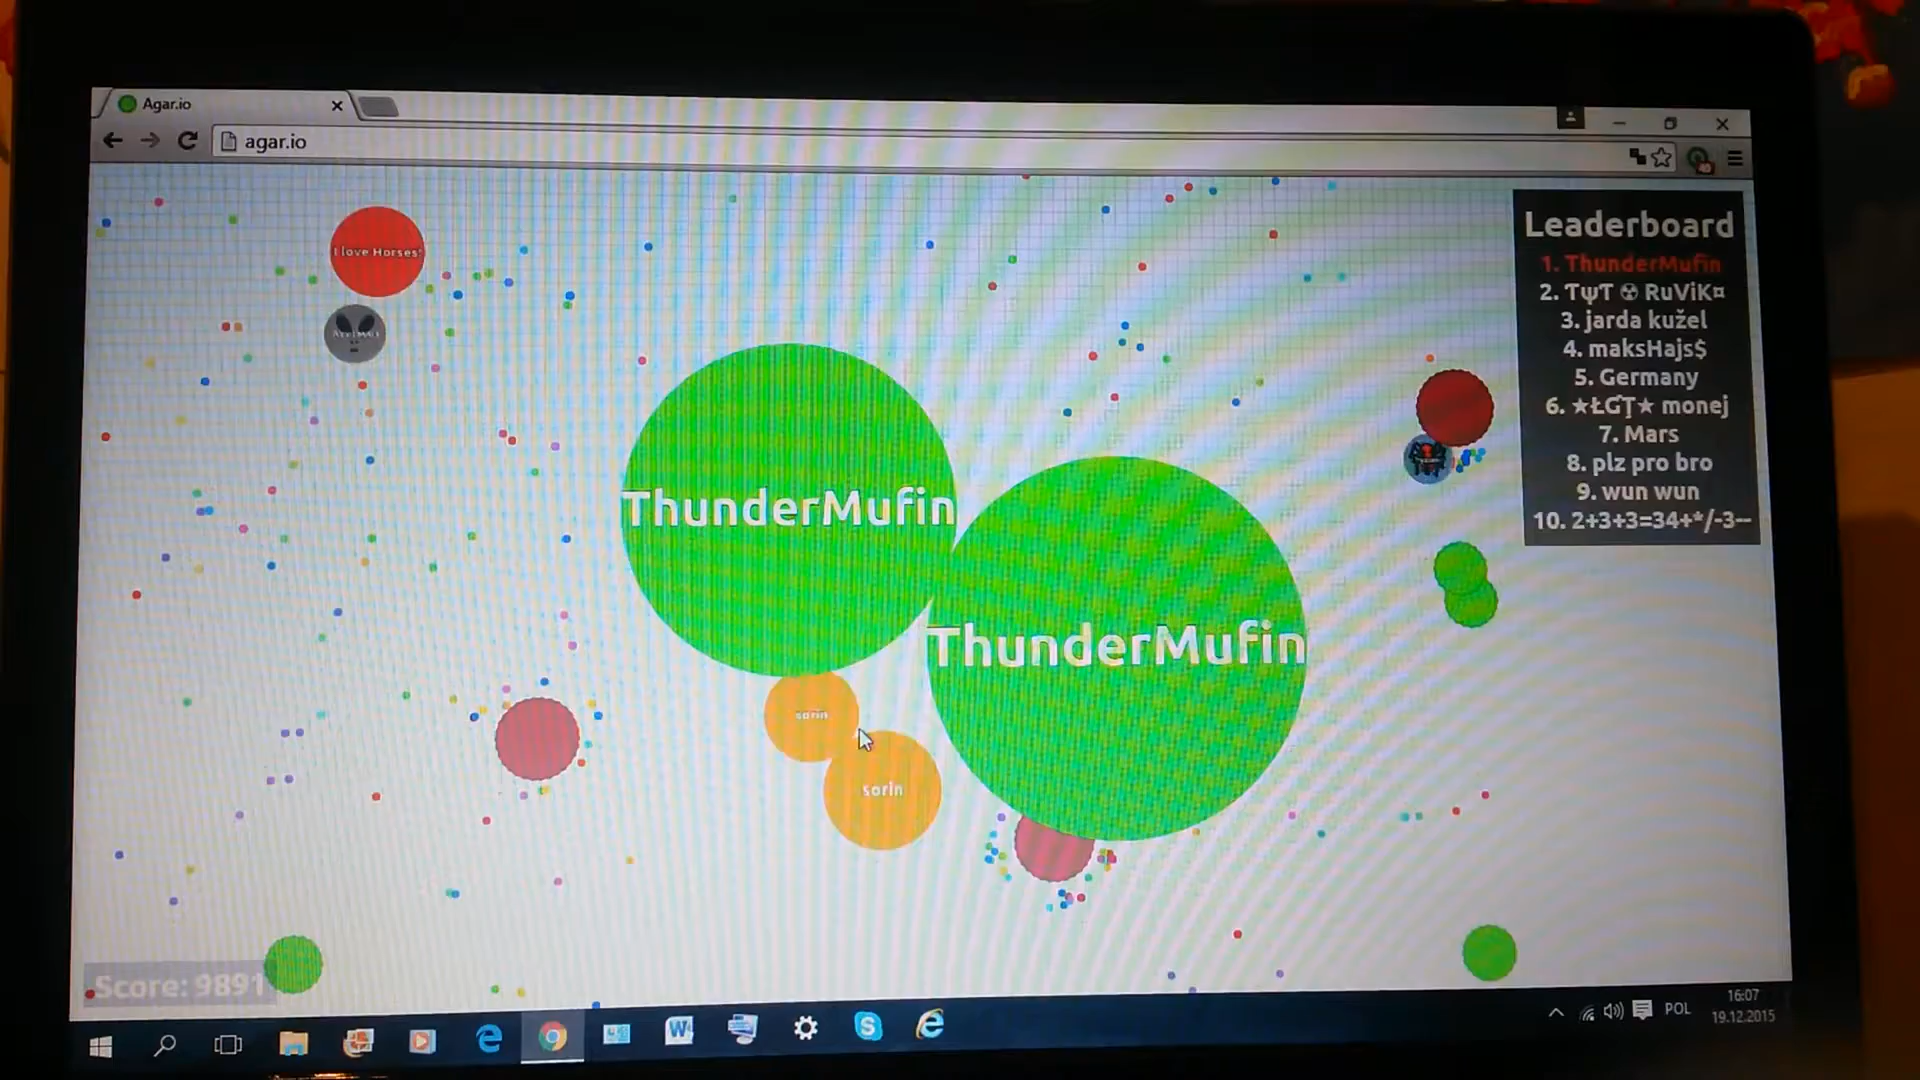 Agar.io
agar.io
I love Horses'
Leaderboard
1. ThunderMufin
2. TψT ☢ RuViK¤
3. jarda kužel
4. maksHajs$
5. Germany
6. ★ŁGŢ★ monej
7. Mars
8. plz pro bro
9. wun wun
10. 2+3+3=34+*/-3--
ThunderMufin
ThunderMufin
sorin
sorin
Score: 9891
POL
16:07
19.12.2015